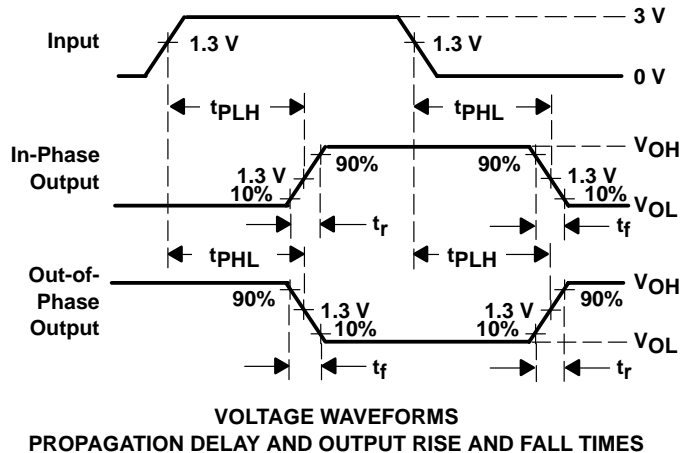 3 V
Input
1.3 V
1.3 V
0 V
tPLH
tPHL
In-Phase
Output
VOH
90%
90%
1.3 V
1.3 V
10%
10%
VOL
tr
tf
tPHL
tPLH
Out-of-
Phase
Output
VOH
90%
90%
1.3 V
1.3 V
10%
10%
VOL
tf
tr
VOLTAGE WAVEFORMS
PROPAGATION DELAY AND OUTPUT RISE AND FALL TIMES